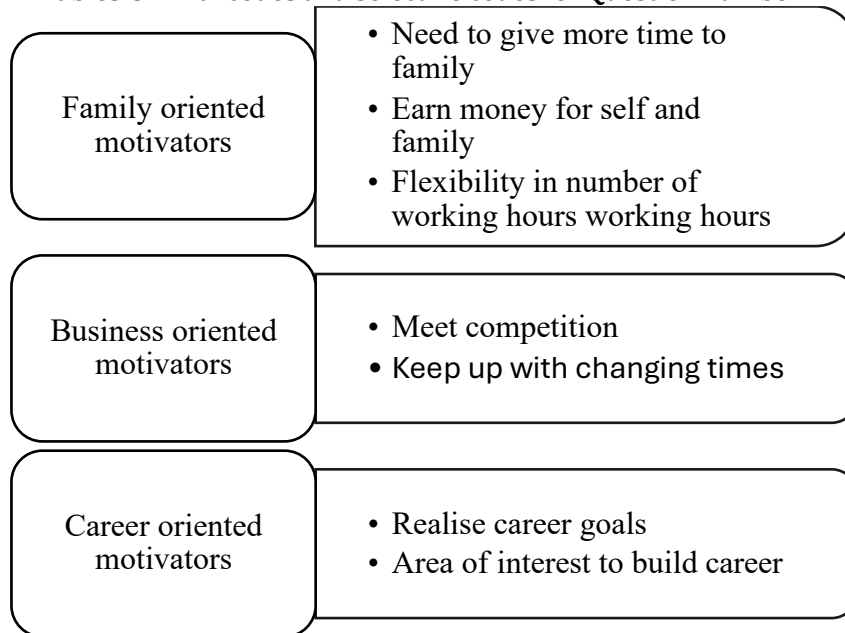 Family oriented
motivators
• Need to give more time to
family
• Earn money for self and
family
• Flexibility in number of
working hours working hours
Business oriented
motivators
• Meet competition
• Keep up with changing times
Career oriented
motivators
• Realise career goals
• Area of interest to build career